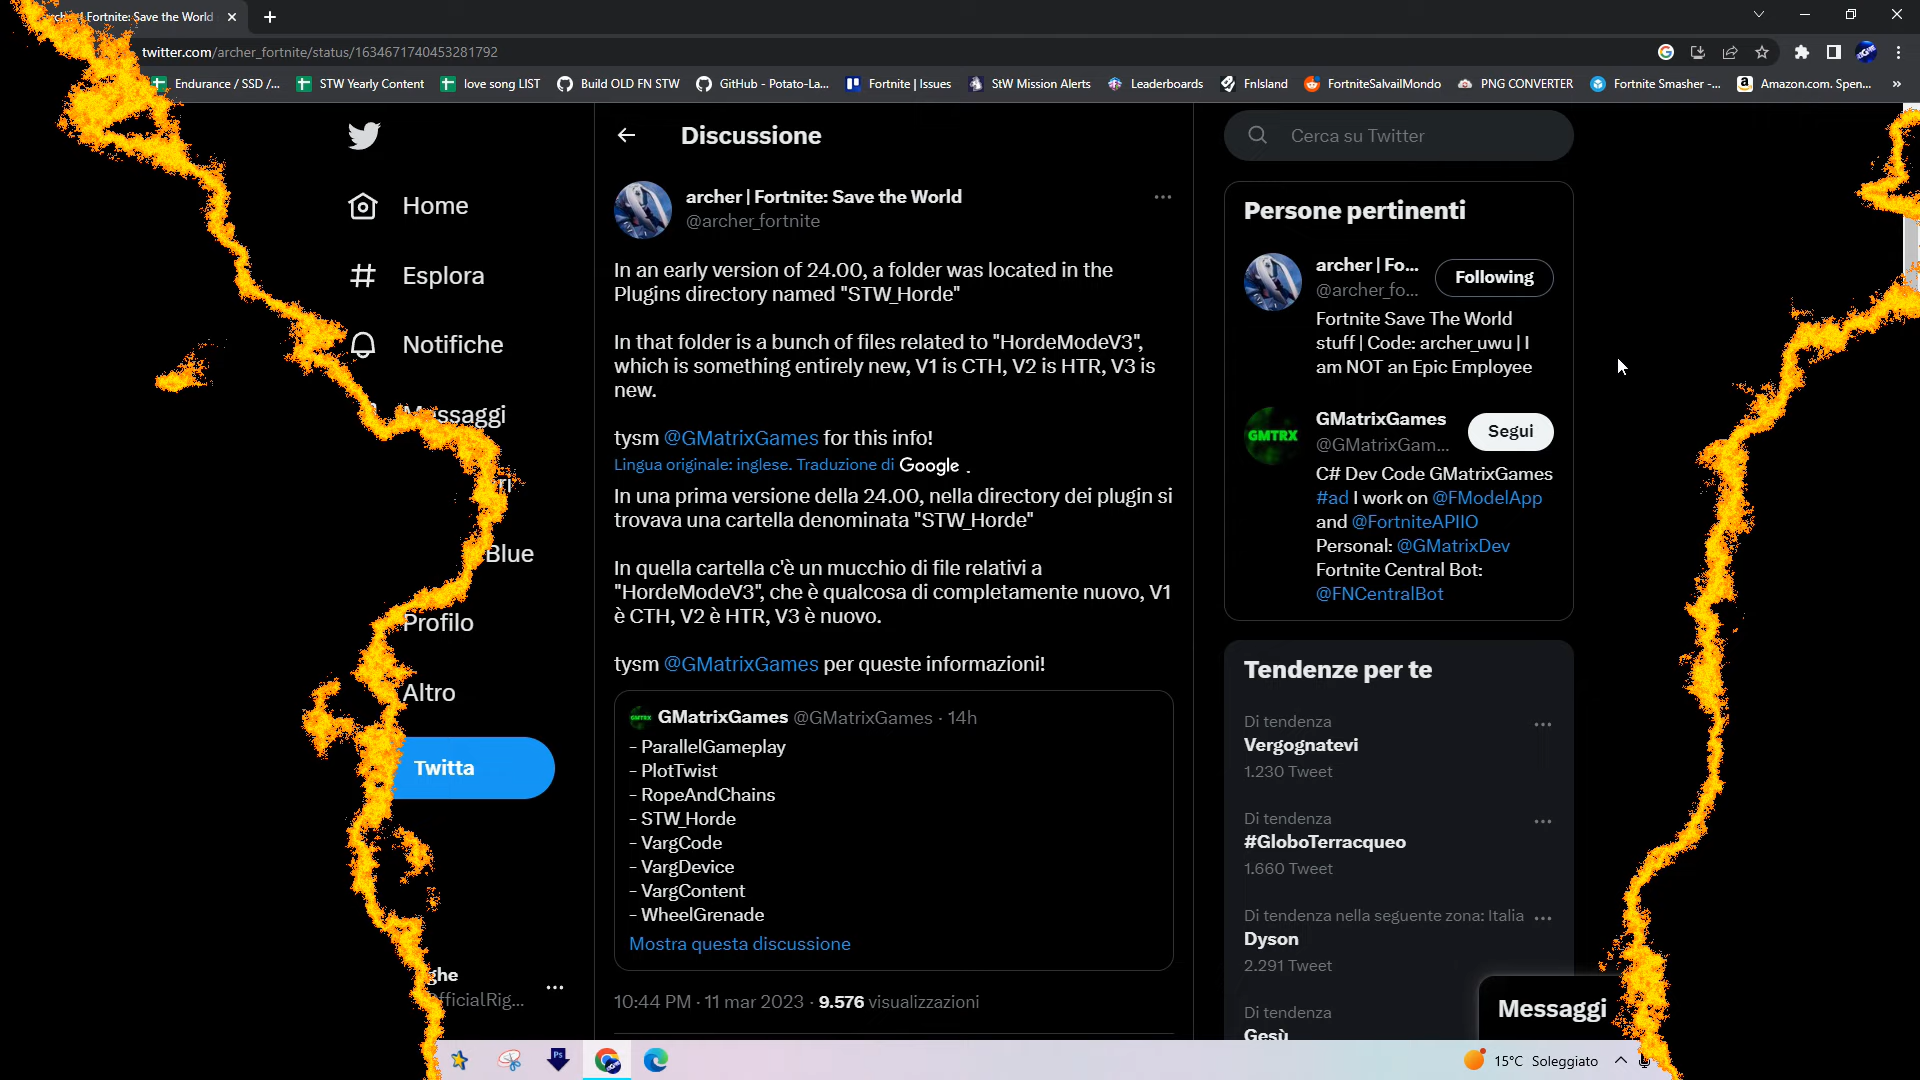 Fortnite: Save the World
twitter.com/archer_fortnite/status/1634671740453281792
Endurance / SSD /...
STW Yearly Content
love song LIST
Build OLD FN STW
GitHub - Potato-La...
Fortnite | Issues
StW Mission Alerts
Leaderboards
FnIsland
FortniteSalvailMondo
PNG CONVERTER
Fortnite Smasher -...
Amazon.com. Spen...
»
Home
Esplora
Notifiche
Messaggi
Blue
Profilo
Altro
Twitta
ghe
fficialRig...
Discussione
archer | Fortnite: Save the World
@archer_fortnite
In an early version of 24.00, a folder was located in the
Plugins directory named "STW_Horde"
In that folder is a bunch of files related to "HordeModeV3",
which is something entirely new, V1 is CTH, V2 is HTR, V3 is
new.
tysm @GMatrixGames for this info!
Lingua originale: inglese. Traduzione di Google .
In una prima versione della 24.00, nella directory dei plugin si
trovava una cartella denominata "STW_Horde"
In quella cartella c'è un mucchio di file relativi a
"HordeModeV3", che è qualcosa di completamente nuovo, V1
è CTH, V2 è HTR, V3 è nuovo.
tysm @GMatrixGames per queste informazioni!
GMTRX GMatrixGames @GMatrixGames · 14h
- ParallelGameplay
- PlotTwist
- RopeAndChains
- STW_Horde
- VargCode
- VargDevice
- VargContent
- WheelGrenade
Mostra questa discussione
10:44 PM · 11 mar 2023 · 9.576 visualizzazioni
Cerca su Twitter
Persone pertinenti
archer | Fo...
@archer_fo...
Following
Fortnite Save The World
stuff | Code: archer_uwu | I
am NOT an Epic Employee
GMTRX
GMatrixGames
@GMatrixGam...
Segui
C# Dev Code GMatrixGames
#ad I work on @FModelApp
and @FortniteAPIIO
Personal: @GMatrixDev
Fortnite Central Bot:
@FNCentralBot
Tendenze per te
Di tendenza
Vergognatevi
1.230 Tweet
Di tendenza
#GloboTerracqueo
1.660 Tweet
Di tendenza nella seguente zona: Italia
Dyson
2.291 Tweet
Di tendenza
Gesù
Messaggi
Ps
15°C Soleggiato